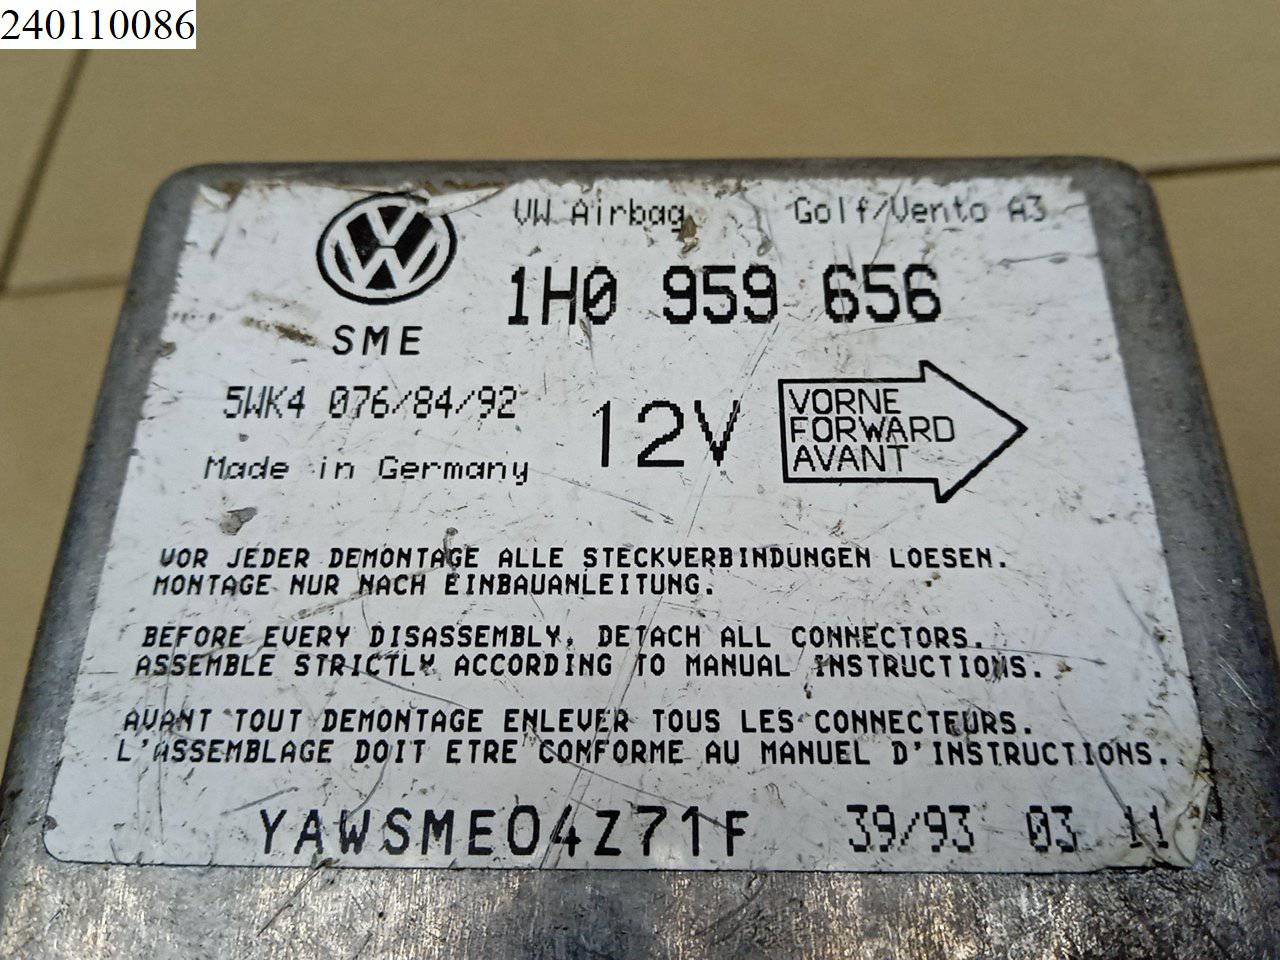 240110086
VW Airbag Golf/Vento A3
1H0 959 656
SME
5WK4 076/84/92
12V
VORNE
FORWARD
AVANT
Made in Germany
VOR JEDER DEMONTAGE ALLE STECKVERBINDUNGEN LOESEN.
MONTAGE NUR NACH EINBAUANLEITUNG.
BEFORE EVERY DISASSEMBLY, DETACH ALL CONNECTORS.
ASSEMBLE STRICTLY ACCORDING TO MANUAL INSTRUCTIONS.
AVANT TOUT DEMONTAGE ENLEVER TOUS LES CONNECTEURS.
L'ASSEMBLAGE DOIT ETRE CONFORME AU MANUEL D'INSTRUCTIONS.
YAWSME04Z71F 39/93 03 11